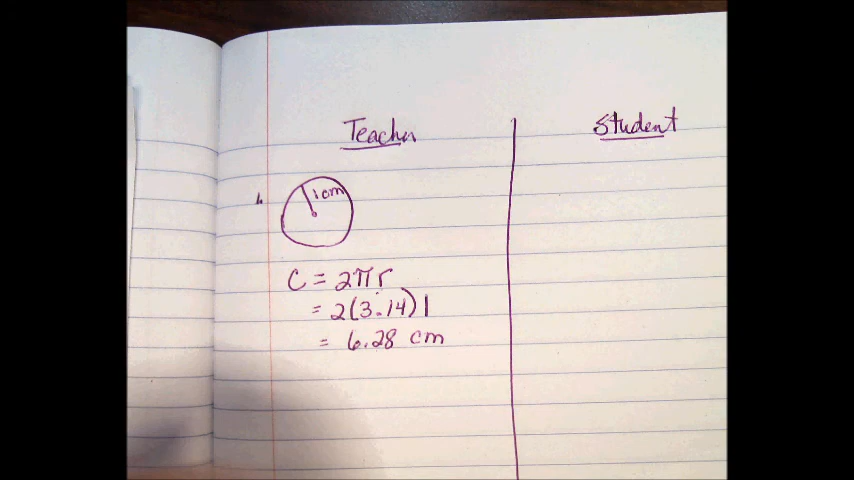 Teacher
Student
1.
1cm
C = 2πr
= 2(3.14)1
= 6.28 cm